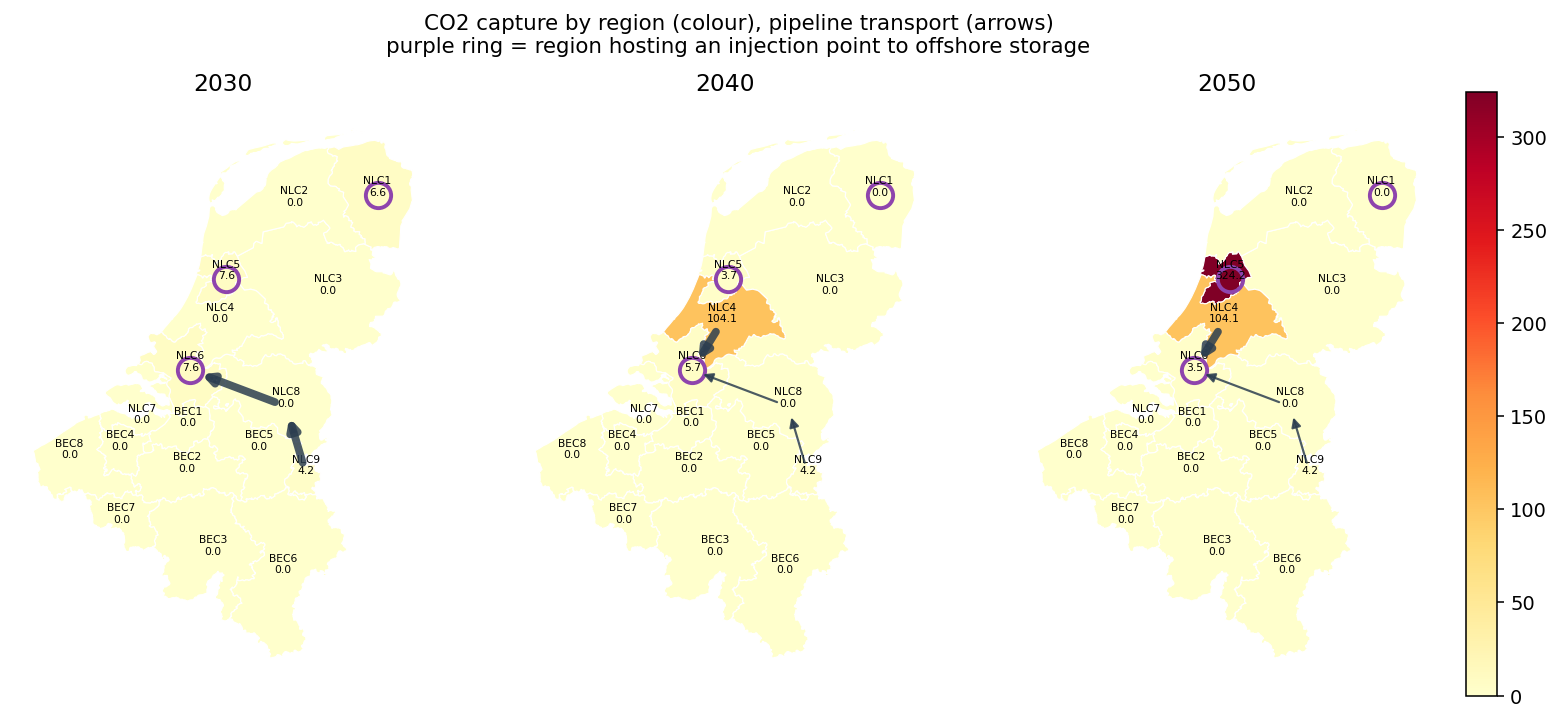 CO2 capture by region (colour), pipeline transport (arrows)
purple ring = region hosting an injection point to offshore storage
2030
NLC1
6.6
NLC2
0.0
NLC5
7.6
NLC3
0.0
NLC4
0.0
NLC6
7.6
NLC8
0.0
NLC7
0.0
BEC1
0.0
BEC8
0.0
BEC4
0.0
BEC5
0.0
BEC2
0.0
NLC9
4.2
BEC7
0.0
BEC3
0.0
BEC6
0.0
2040
NLC1
0.0
NLC2
0.0
NLC5
3.7
NLC3
0.0
NLC4
104.1
5.7
NLC8
0.0
NLC7
0.0
BEC1
0.0
BEC8
0.0
BEC4
0.0
BEC5
0.0
BEC2
0.0
NLC9
4.2
BEC7
0.0
BEC3
0.0
BEC6
0.0
2050
NLC1
0.0
NLC2
0.0
NLC5
NLC3
0.0
NLC4
104.1
3.5
NLC8
0.0
NLC7
0.0
BEC1
0.0
BEC8
0.0
BEC4
0.0
BEC5
0.0
BEC2
0.0
NLC9
4.2
BEC7
0.0
BEC3
0.0
BEC6
0.0
300
250
200
150
100
50
0